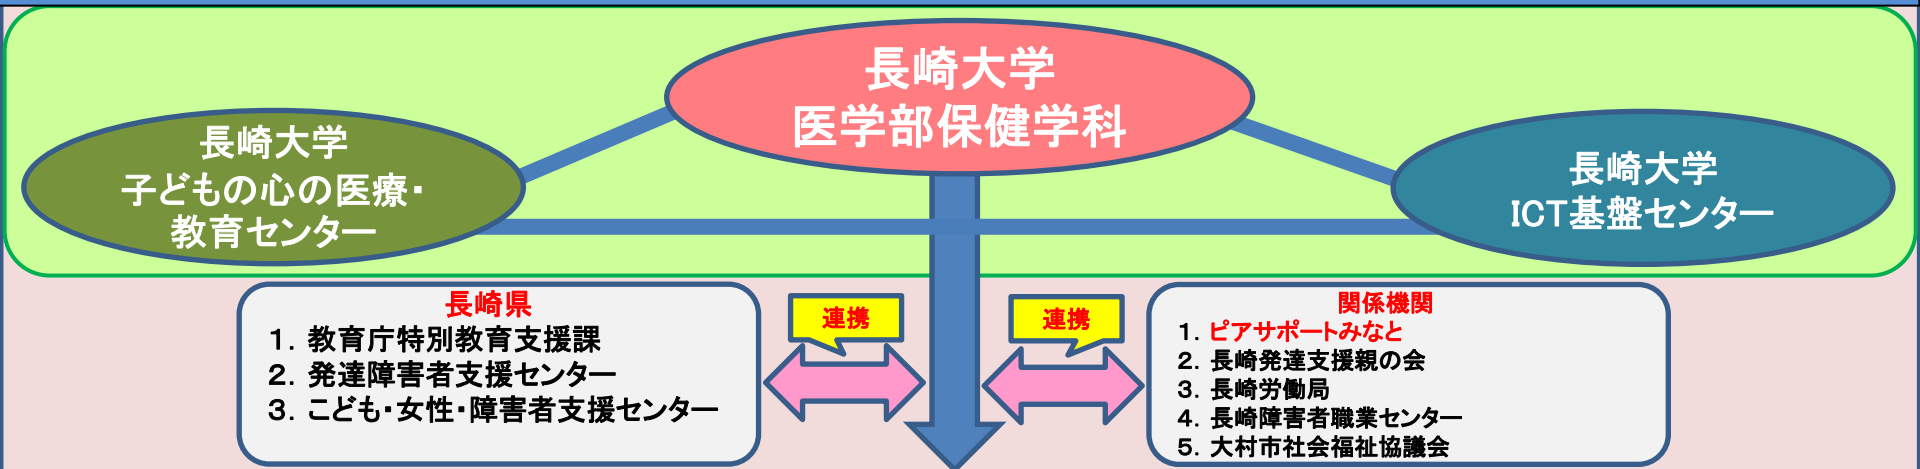 長崎大学
医学部保健学科
長崎大学
子どもの心の医療・
教育センター
長崎大学
ICT基盤センター
長崎県
1. 教育庁特別教育支援課
2. 発達障害者支援センター
3. こども・女性・障害者支援センター
連携
連携
関係機関
1. ピアサポートみなと
2. 長崎発達支援親の会
3. 長崎労働局
4. 長崎障害者職業センター
5. 大村市社会福祉協議会